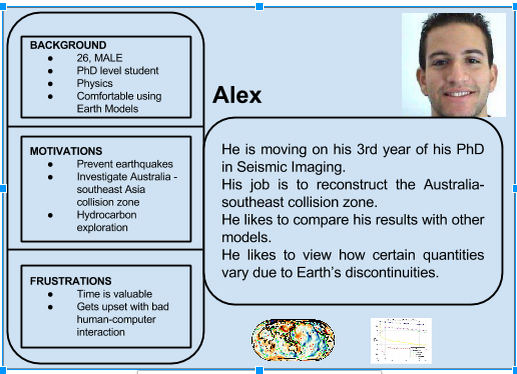 BACKGROUND
● 26, MALE
● PhD level student
● Physics
● Comfortable using
Earth Models
MOTIVATIONS
● Prevent earthquakes
● Investigate Australia -
southeast Asia
collision zone
● Hydrocarbon
exploration
FRUSTRATIONS
● Time is valuable
● Gets upset with bad
human-computer
interaction
Alex
He is moving on his 3rd year of his PhD
in Seismic Imaging.
His job is to reconstruct the Australia-
southeast collision zone.
He likes to compare his results with other
models.
He likes to view how certain quantities
vary due to Earth's discontinuities.